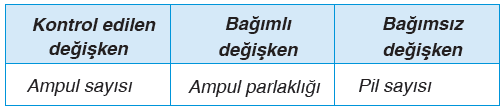 Kontrol edilen Bağımlı Bağımsız
değişken değişken değişken
Ampul sayısı Ampul parlaklığı Pil sayısı